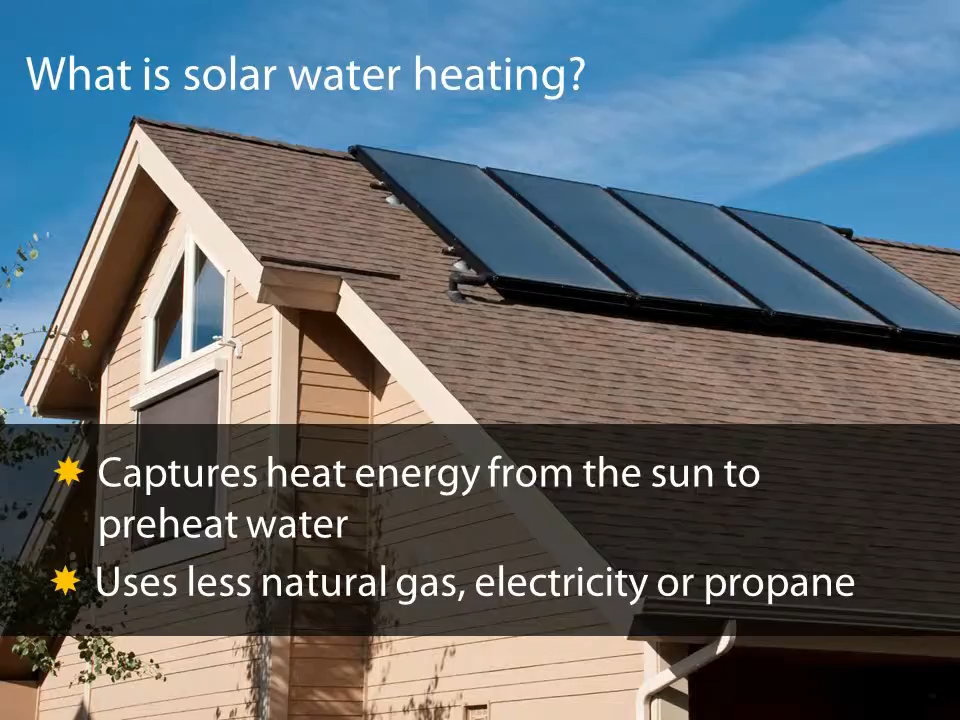 What is solar water heating?
Captures heat energy from the sun to
preheat water
Uses less natural gas, electricity or propane